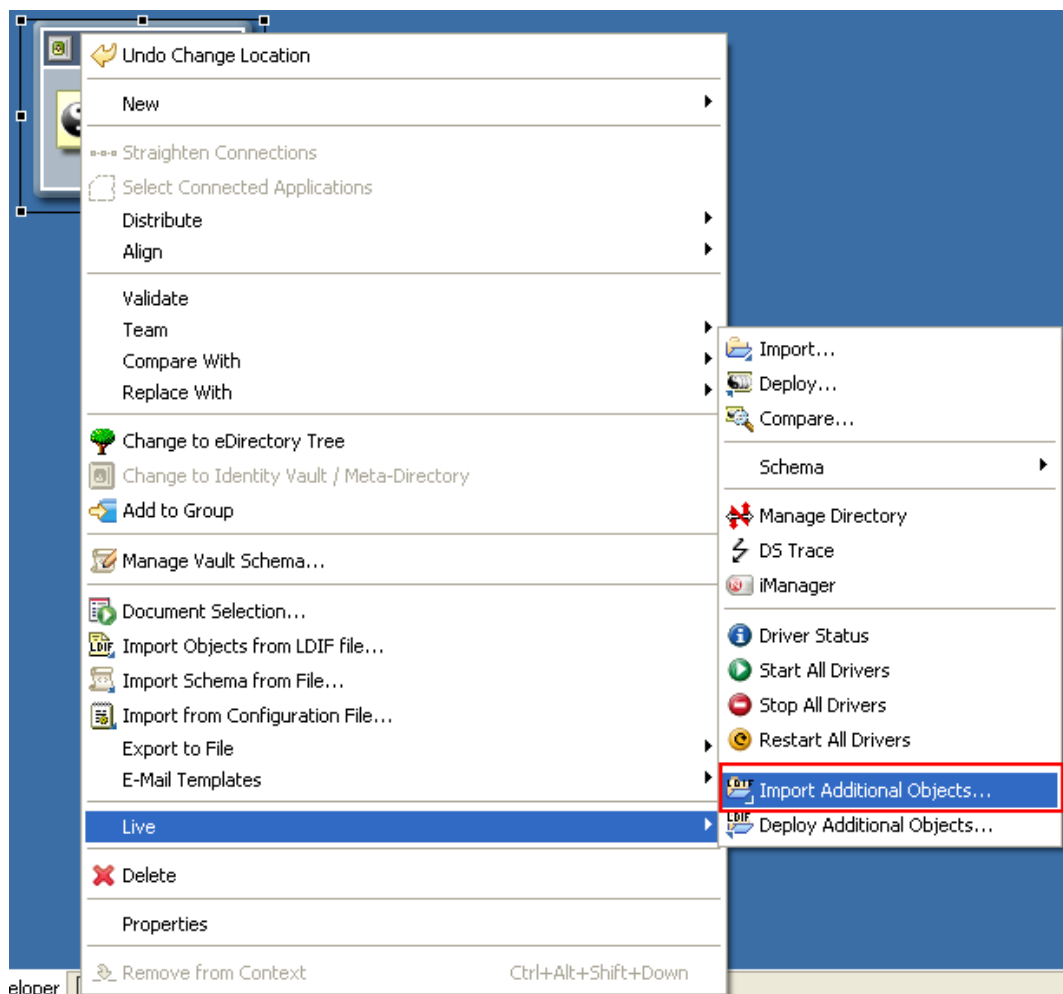 Undo Change Location
New
Straighten Connections
Select Connected Applications
Distribute
Align
Validate
Team
Compare With
Replace With
Change to eDirectory Tree
Change to Identity Vault / Meta-Directory
Add to Group
Manage Vault Schema...
Document Selection...
LDIF
Import Objects from LDIF file...
Import Schema from File...
Import from Configuration File...
Export to File
E-Mail Templates
Live
Delete
Properties
Remove from Context Ctrl+Alt+Shift+Down
eloper
Import...
Deploy...
Compare...
Schema
Manage Directory
DS Trace
iManager
Driver Status
Start All Drivers
Stop All Drivers
Restart All Drivers
LDIF
Import Additional Objects...
LDIF
Deploy Additional Objects...